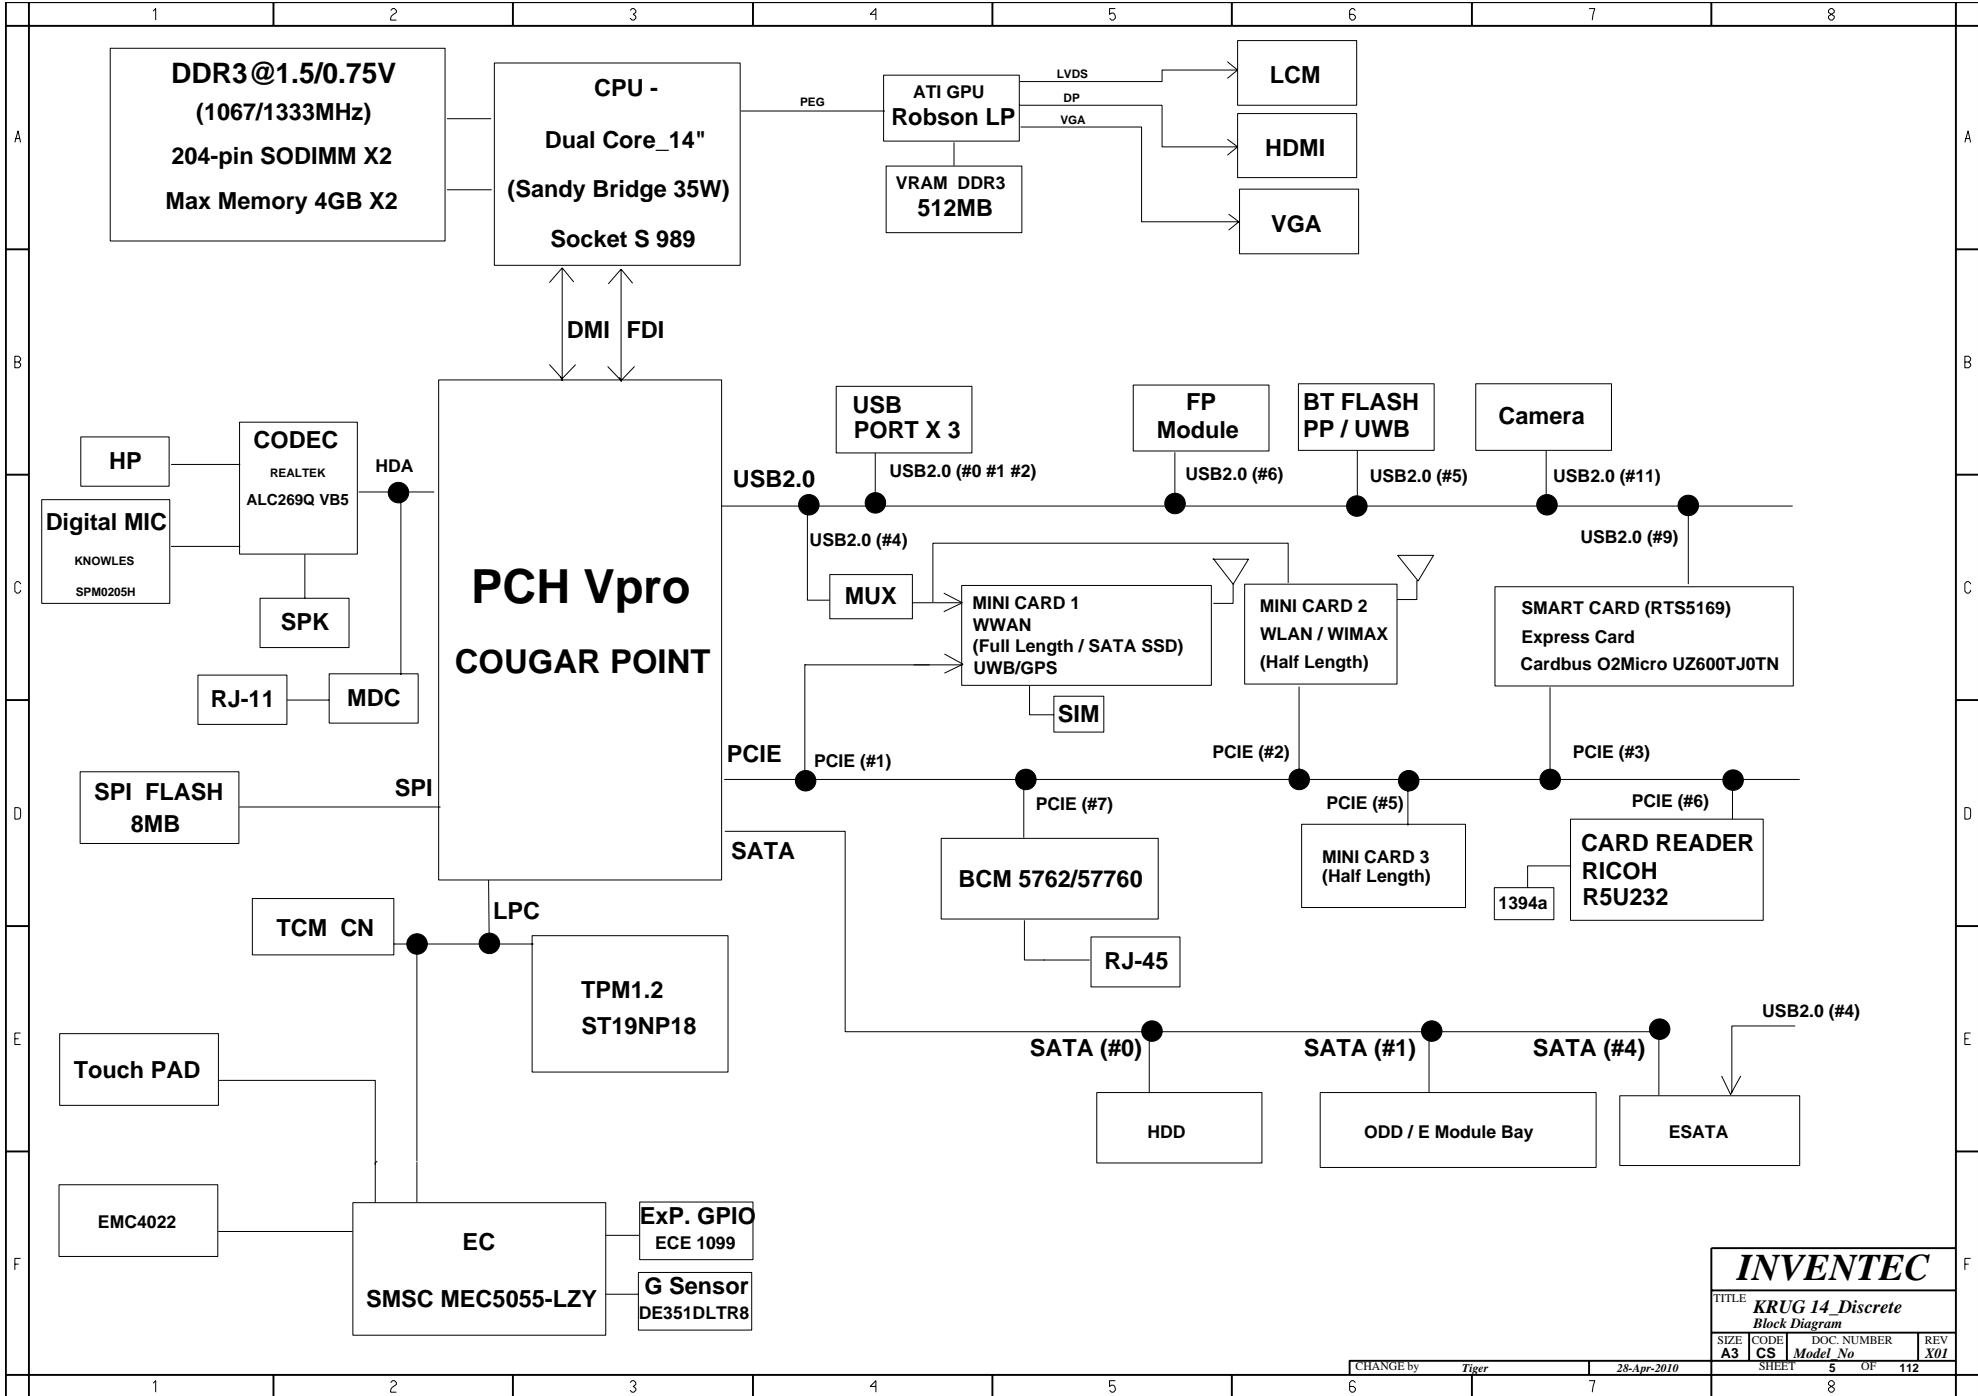 1 2 3 4 5 6 7 8
A A
B B
C C
D D
E E
F F
DDR3@1.5/0.75V
(1067/1333MHz)
204-pin SODIMM X2
Max Memory 4GB X2
CPU -
Dual Core_14"
(Sandy Bridge 35W)
Socket S 989
PEG
ATI GPU
Robson LP
VRAM DDR3
512MB
LVDS
DP
VGA
LCM
HDMI
VGA
DMI FDI
PCH Vpro
COUGAR POINT
HP
Digital MIC
KNOWLES
SPM0205H
CODEC
REALTEK
ALC269Q VB5
HDA
SPK
RJ-11
MDC
SPI FLASH
8MB
SPI
USB2.0
USB
PORT X 3
USB2.0 (#0 #1 #2)
FP
Module
USB2.0 (#6)
BT FLASH
PP / UWB
USB2.0 (#5)
Camera
USB2.0 (#11)
USB2.0 (#4)
USB2.0 (#9)
MUX
MINI CARD 1
WWAN
(Full Length / SATA SSD)
UWB/GPS
SIM
MINI CARD 2
WLAN / WIMAX
(Half Length)
SMART CARD (RTS5169)
Express Card
Cardbus O2Micro UZ600TJ0TN
PCIE
PCIE (#1)
PCIE (#2)
PCIE (#3)
PCIE (#7)
PCIE (#5)
PCIE (#6)
BCM 5762/57760
RJ-45
MINI CARD 3
(Half Length)
1394a
CARD READER
RICOH
R5U232
SATA
SATA (#0)
SATA (#1)
SATA (#4)
USB2.0 (#4)
HDD
ODD / E Module Bay
ESATA
LPC
TCM CN
TPM1.2
ST19NP18
Touch PAD
EMC4022
EC
SMSC MEC5055-LZY
ExP. GPIO
ECE 1099
G Sensor
DE351DLTR8
INVENTEC
TITLE
KRUG 14_Discrete
Block Diagram
SIZE CODE DOC. NUMBER REV
A3 CS Model_No X01
CHANGE by Tiger 28-Apr-2010 SHEET 5 OF 112
1 2 3 4 5 6 7 8